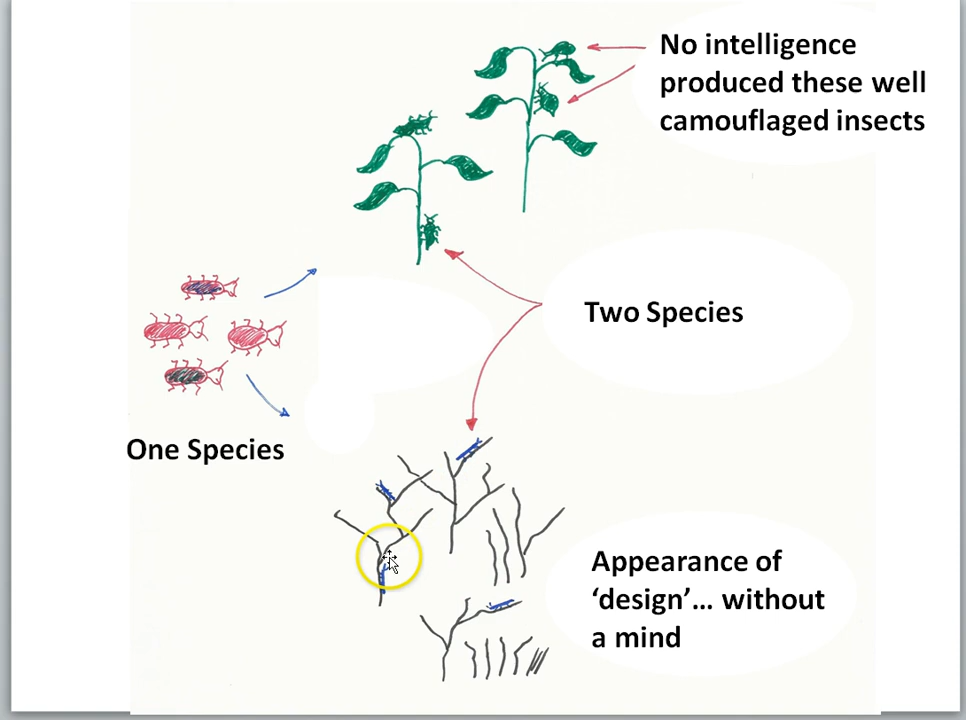 No intelligence
produced these well
camouflaged insects
Two Species
One Species
Appearance of
‘design’... without
a mind